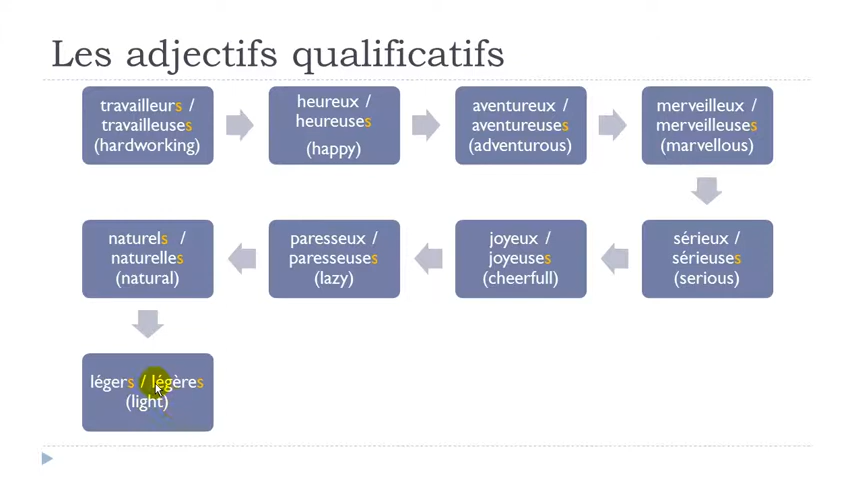 Les adjectifs qualificatifs
travailleurs /
travailleuses
(hardworking)
heureux /
heureuses
(happy)
aventureux /
aventureuses
(adventurous)
merveilleux /
merveilleuses
(marvellous)
sérieux /
sérieuses
(serious)
joyeux /
joyeuses
(cheerfull)
paresseux /
paresseuses
(lazy)
naturels /
naturelles
(natural)
légers / légères
(light)